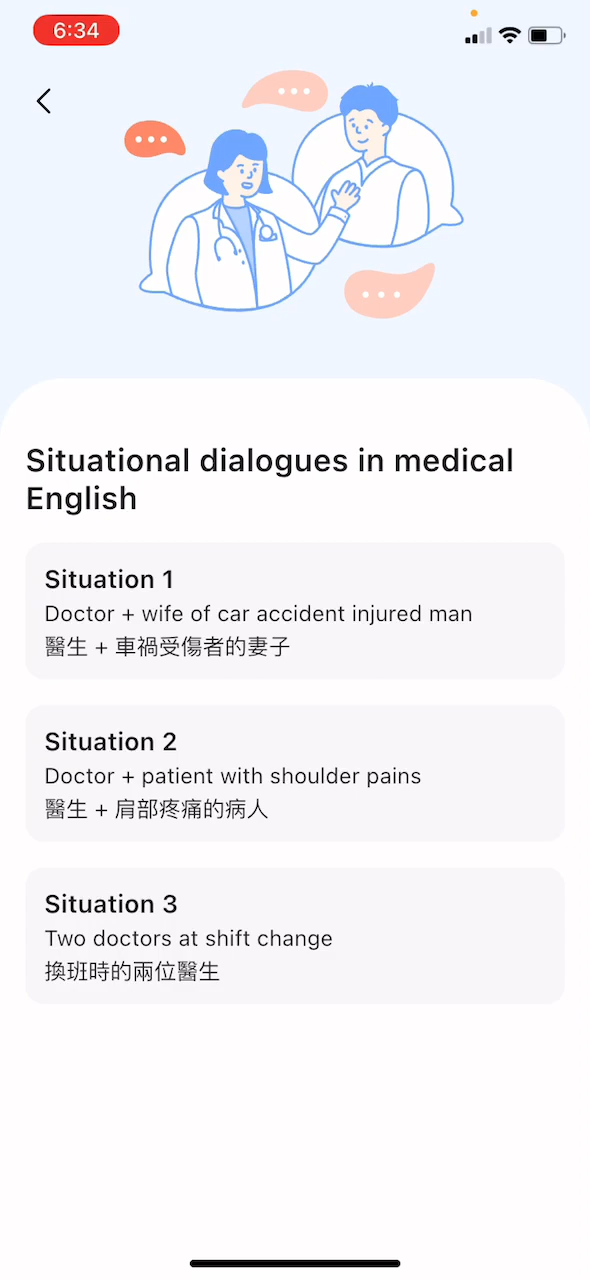 6:34
Situational dialogues in medical
English
Situation 1
Doctor + wife of car accident injured man
醫生 + 車禍受傷者的妻子
Situation 2
Doctor + patient with shoulder pains
醫生 + 肩部疼痛的病人
Situation 3
Two doctors at shift change
換班時的兩位醫生